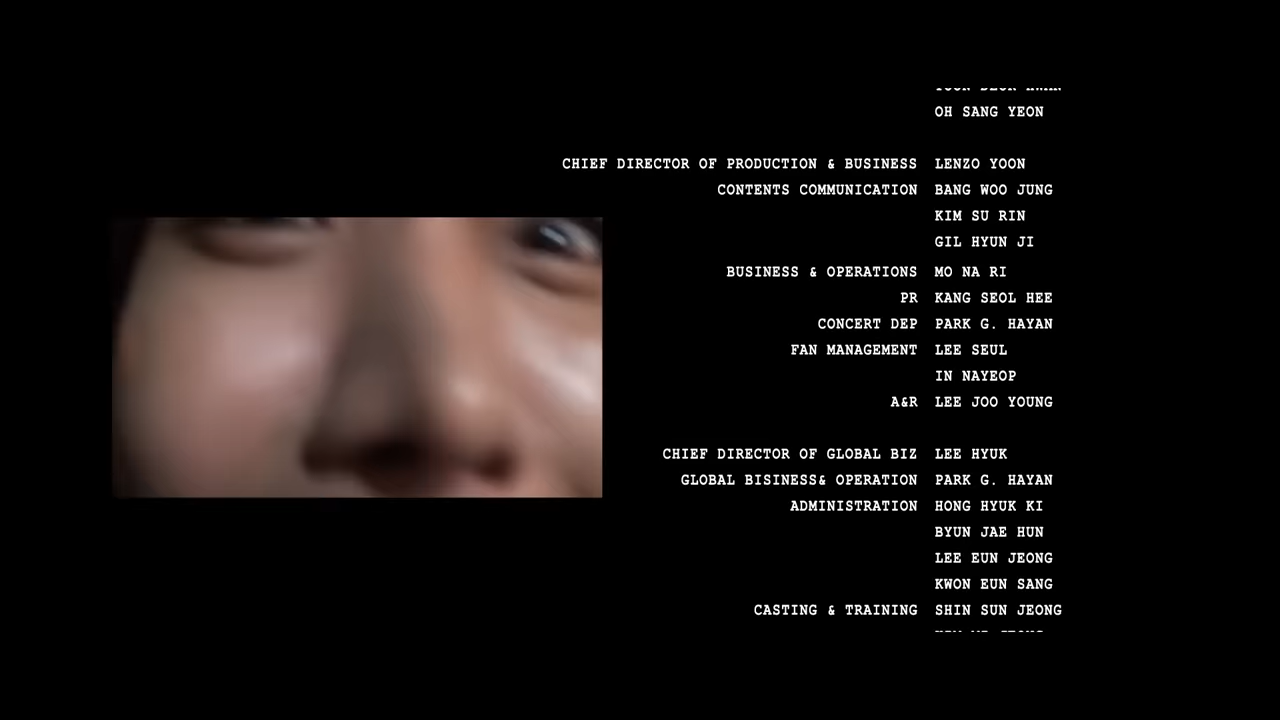 OH SANG YEON
CHIEF DIRECTOR OF PRODUCTION & BUSINESS LENZO YOON
CONTENTS COMMUNICATION BANG WOO JUNG
KIM SU RIN
GIL HYUN JI
BUSINESS & OPERATIONS MO NA RI
PR KANG SEOL HEE
CONCERT DEP PARK G. HAYAN
FAN MANAGEMENT LEE SEUL
IN NAYEOP
A&R LEE JOO YOUNG
CHIEF DIRECTOR OF GLOBAL BIZ LEE HYUK
GLOBAL BISINESS& OPERATION PARK G. HAYAN
ADMINISTRATION HONG HYUK KI
BYUN JAE HUN
LEE EUN JEONG
KWON EUN SANG
CASTING & TRAINING SHIN SUN JEONG